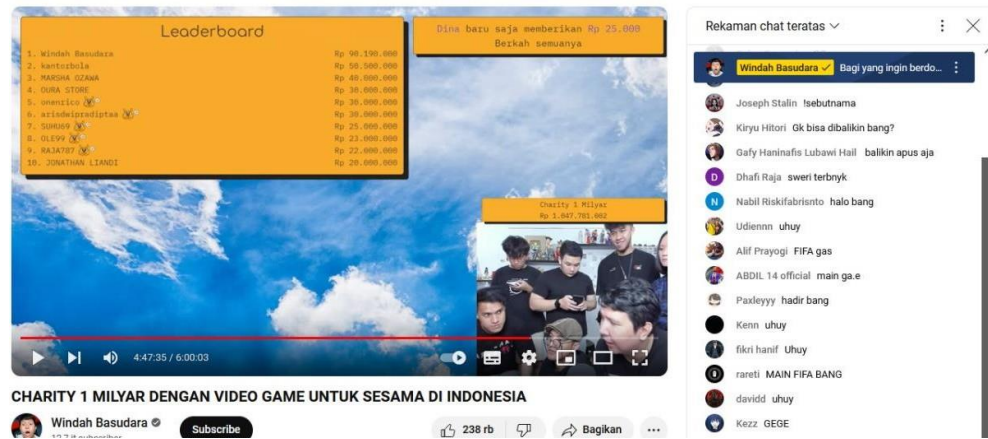 Leaderboard
1. Windah Basudara Rp 90.190.000
2. kantorbola Rp 50.500.000
3. MARSHA OZAWA Rp 40.000.000
4. OURA STORE Rp 30.000.000
5. onenrico Rp 30.000.000
6. arisdwipradiptaa Rp 30.000.000
7. SUHU69 Rp 25.000.000
8. OLE99 Rp 23.000.000
9. RAJA787 Rp 22.000.000
10. JONATHAN LIANDI Rp 20.000.000
Dina baru saja memberikan Rp 25.000
Berkah semuanya
Charity 1 Milyar
Rp 1.047.781.002
4:47:35 / 6:00:03
CHARITY 1 MILYAR DENGAN VIDEO GAME UNTUK SESAMA DI INDONESIA
Windah Basudara
12,7 jt subscriber
Subscribe
238 rb
Bagikan
Rekaman chat teratas
Windah Basudara Bagi yang ingin berdo...
Joseph Stalin !sebutnama
Kiryu Hitori Gk bisa dibalikin bang?
Gafy Haninafis Lubawi Hail balikin apus aja
D Dhafi Raja sweri terbnyk
N Nabil Riskifabrisnto halo bang
Udiennn uhuy
Alif Prayogi FIFA gas
ABDIL 14 official main ga.e
Paxleyyy hadir bang
Kenn uhuy
fikri hanif Uhuy
rareti MAIN FIFA BANG
davidd uhuy
Kezz GEGE